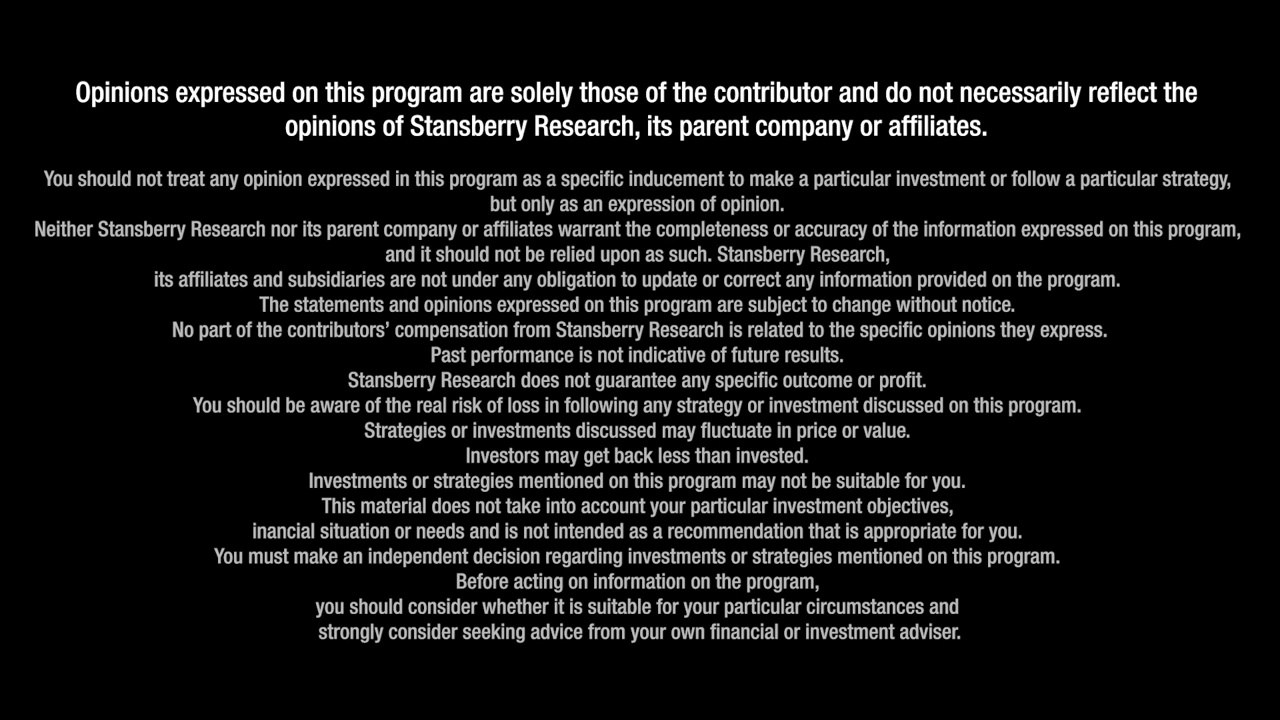 Opinions expressed on this program are solely those of the contributor and do not necessarily reflect the
opinions of Stansberry Research, its parent company or affiliates.
You should not treat any opinion expressed in this program as a specific inducement to make a particular investment or follow a particular strategy,
but only as an expression of opinion.
Neither Stansberry Research nor its parent company or affiliates warrant the completeness or accuracy of the information expressed on this program,
and it should not be relied upon as such. Stansberry Research,
its affiliates and subsidiaries are not under any obligation to update or correct any information provided on the program.
The statements and opinions expressed on this program are subject to change without notice.
No part of the contributors’ compensation from Stansberry Research is related to the specific opinions they express.
Past performance is not indicative of future results.
Stansberry Research does not guarantee any specific outcome or profit.
You should be aware of the real risk of loss in following any strategy or investment discussed on this program.
Strategies or investments discussed may fluctuate in price or value.
Investors may get back less than invested.
Investments or strategies mentioned on this program may not be suitable for you.
This material does not take into account your particular investment objectives,
inancial situation or needs and is not intended as a recommendation that is appropriate for you.
You must make an independent decision regarding investments or strategies mentioned on this program.
Before acting on information on the program,
you should consider whether it is suitable for your particular circumstances and
strongly consider seeking advice from your own financial or investment adviser.